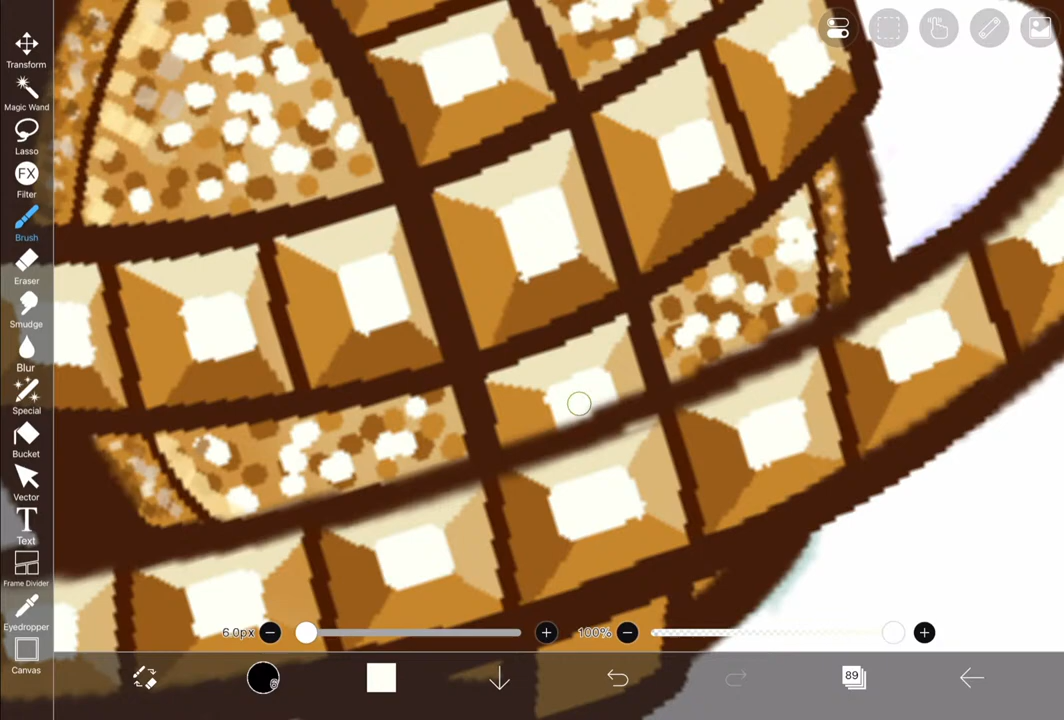 Transform
Magic Wand
Lasso
FX
Filter
Brush
Eraser
Smudge
Blur
Special
Bucket
Vector
T
Text
Frame Divider
Eyedropper
Canvas
6.0px
100%
89